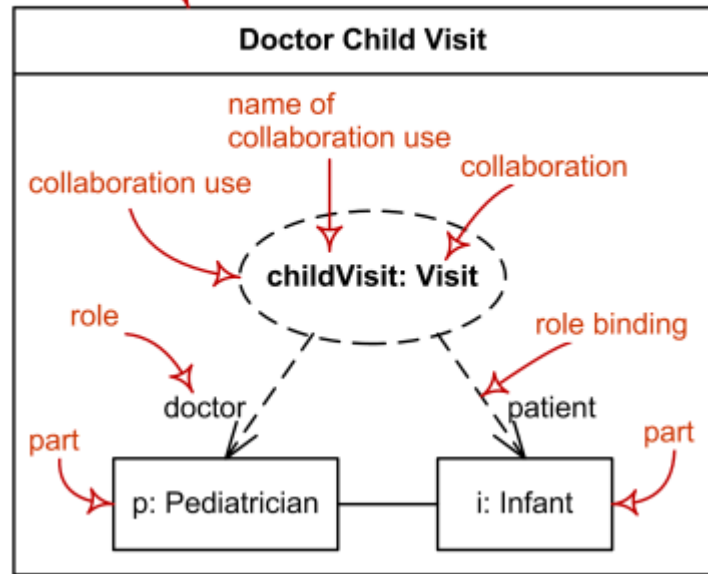 Doctor Child Visit
name of
collaboration use
collaboration use
collaboration
childVisit: Visit
role
role binding
doctor
patient
part
part
p: Pediatrician
i: Infant